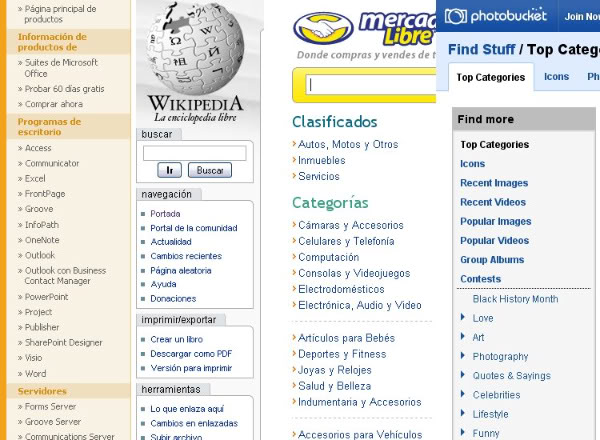 Página principal de
productos
Información de
productos de
Suites de Microsoft
Office
Probar 60 días gratis
Comprar ahora
Programas de
escritorio
Access
Communicator
Excel
FrontPage
Groove
InfoPath
OneNote
Outlook
Outlook con Business
Contact Manager
PowerPoint
Project
Publisher
SharePoint Designer
Visio
Word
Servidores
Forms Server
Groove Server
Communications Server
WIKIPEDIA
La enciclopedia libre
buscar
Ir Buscar
navegación
Portada
Portal de la comunidad
Actualidad
Cambios recientes
Página aleatoria
Ayuda
Donaciones
imprimir/exportar
Crear un libro
Descargar como PDF
Versión para imprimir
herramientas
Lo que enlaza aquí
Cambios en enlazadas
Subir archivo
mercad
Libre
Donde compras y vendes de t
Clasificados
Autos, Motos y Otros
Inmuebles
Servicios
Categorías
Cámaras y Accesorios
Celulares y Telefonía
Computación
Consolas y Videojuegos
Electrodomésticos
Electrónica, Audio y Video
Artículos para Bebés
Deportes y Fitness
Joyas y Relojes
Salud y Belleza
Indumentaria y Accesorios
Accesorios para Vehículos
photobucket Join Now
Find Stuff / Top Categ
Top Categories Icons Ph
Find more
Top Categories
Icons
Recent Images
Recent Videos
Popular Images
Popular Videos
Group Albums
Contests
Black History Month
Love
Art
Photography
Quotes & Sayings
Celebrities
Lifestyle
Funny